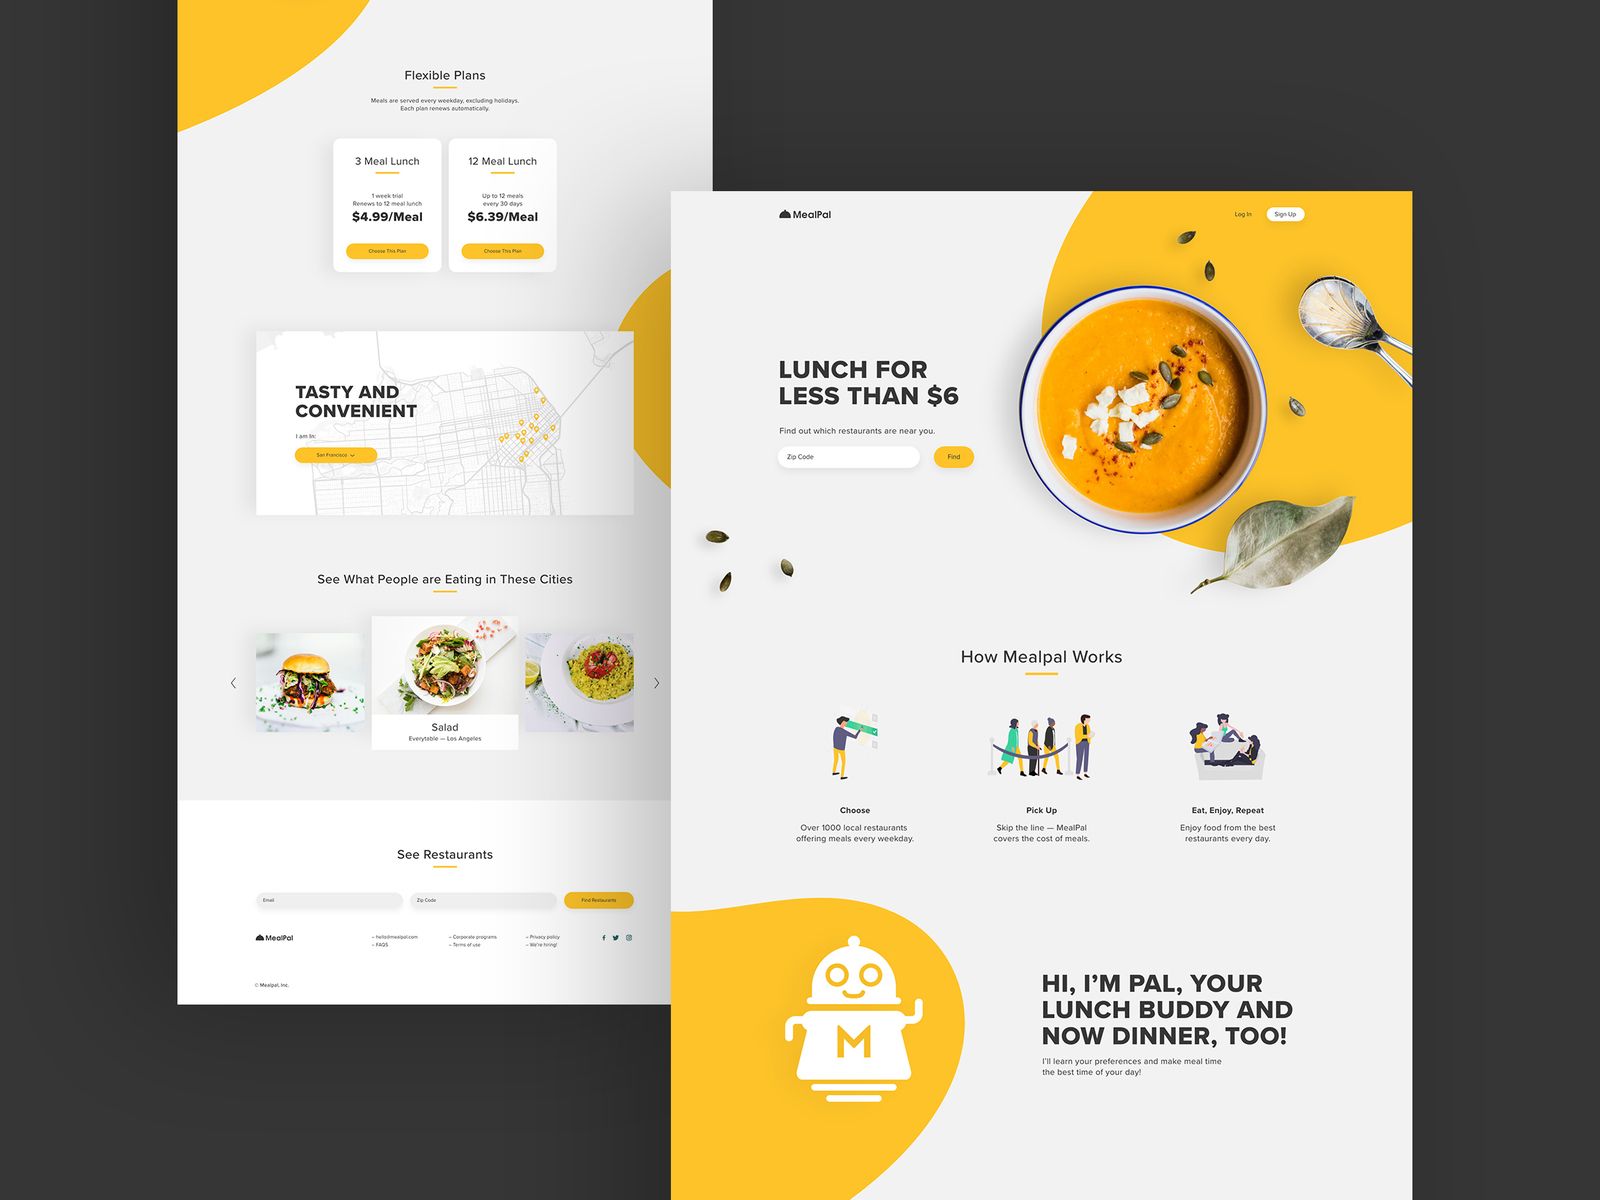 Flexible Plans
Meals are served every weekday, excluding holidays.
Each plan renews automatically.
3 Meal Lunch
1 week trial
Renews to 12 meal lunch
$4.99/Meal
Choose This Plan
12 Meal Lunch
Up to 12 meals
every 30 days
$6.39/Meal
Choose This Plan
TASTY AND
CONVENIENT
I am In:
San Francisco
See What People are Eating in These Cities
Salad
Everytable — Los Angeles
See Restaurants
Email
Zip Code
Find Restaurants
MealPal
– hello@mealpal.com
– FAQS
– Corporate programs
– Terms of use
– Privacy policy
– We're hiring!
© Mealpal, Inc.
MealPal
Log In
Sign Up
LUNCH FOR
LESS THAN $6
Find out which restaurants are near you.
Zip Code
Find
How Mealpal Works
Choose
Over 1000 local restaurants
offering meals every weekday.
Pick Up
Skip the line — MealPal
covers the cost of meals.
Eat, Enjoy, Repeat
Enjoy food from the best
restaurants every day.
M
HI, I'M PAL, YOUR
LUNCH BUDDY AND
NOW DINNER, TOO!
I'll learn your preferences and make meal time
the best time of your day!